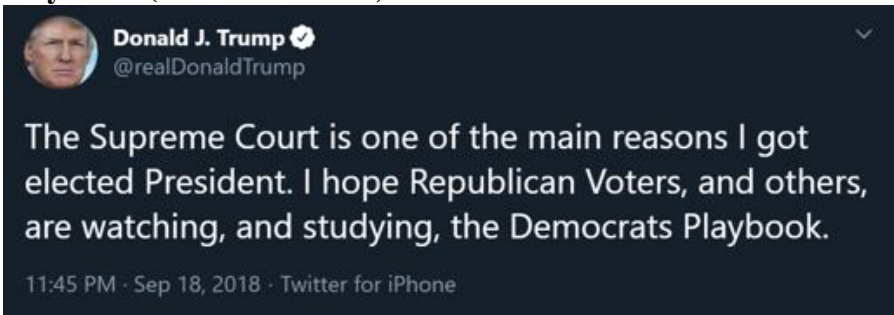 Donald J. Trump
@realDonaldTrump
The Supreme Court is one of the main reasons I got
elected President. I hope Republican Voters, and others,
are watching, and studying, the Democrats Playbook.
11:45 PM · Sep 18, 2018 · Twitter for iPhone